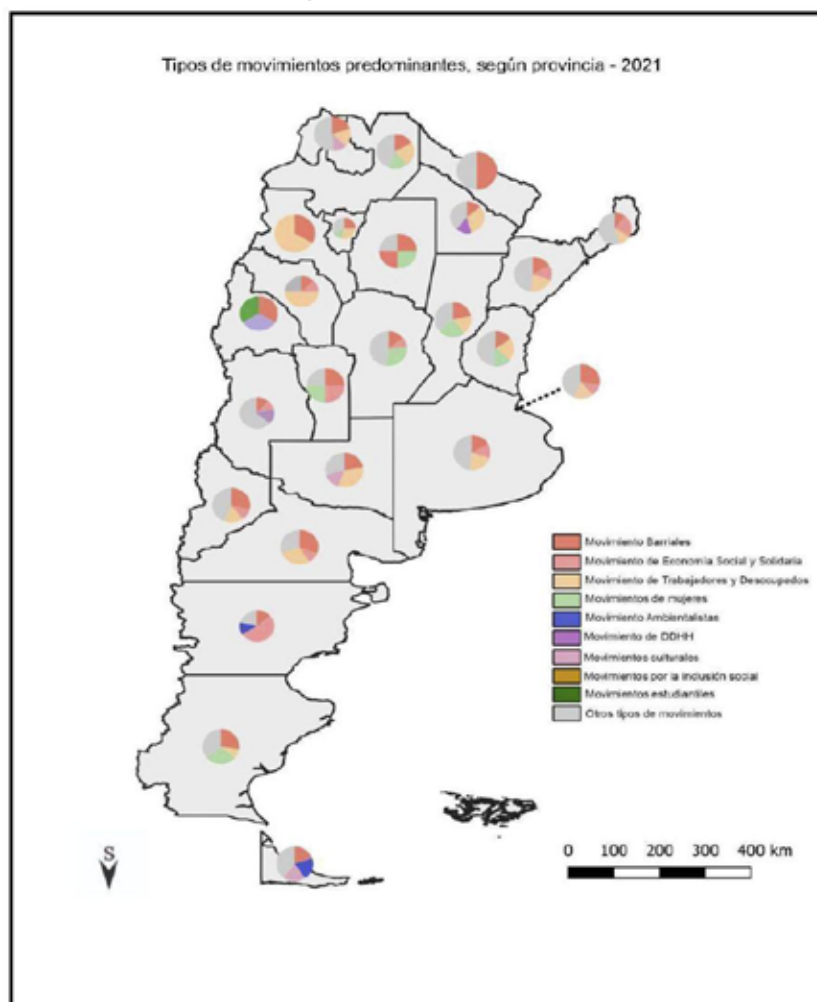 Tipos de movimientos predominantes, según provincia - 2021
Movimiento Barriales
Movimiento de Economía Social y Solidaria
Movimiento de Trabajadores y Desocupados
Movimientos de mujeres
Movimiento Ambientalistas
Movimiento de DDHH
Movimientos culturales
Movimientos por la inclusión social
Movimientos estudiantiles
Otros tipos de movimientos
S
0 100 200 300 400 km